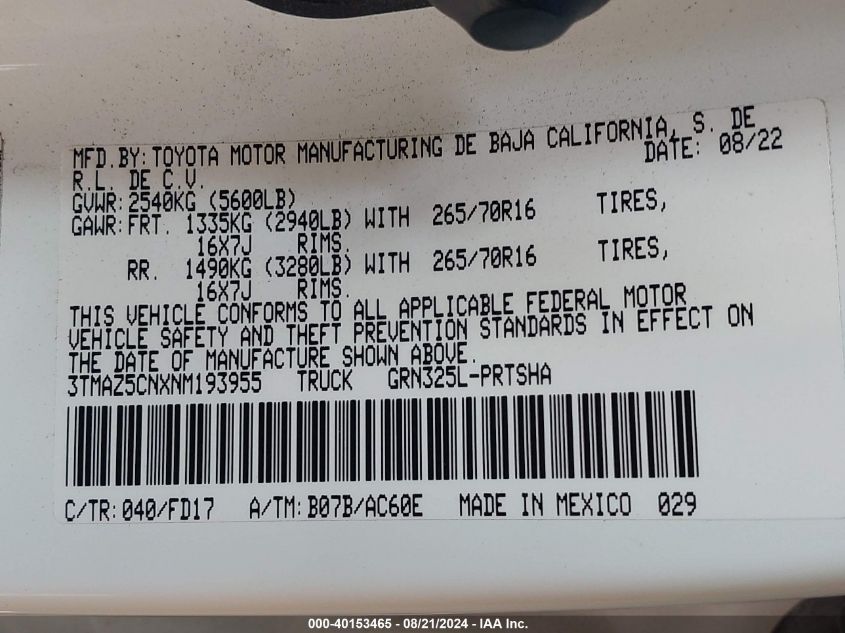 MFD.BY: TOYOTA MOTOR MANUFACTURING DE BAJA CALIFORNIA, S. DE
R.L. DE C.V. DATE: 08/22
GVWR: 2540KG (5600LB)
GAWR: FRT. 1335KG (2940LB) WITH 265/70R16 TIRES,
16X7J RIMS.
RR. 1490KG (3280LB) WITH 265/70R16 TIRES,
16X7J RIMS.
THIS VEHICLE CONFORMS TO ALL APPLICABLE FEDERAL MOTOR
VEHICLE SAFETY AND THEFT PREVENTION STANDARDS IN EFFECT ON
THE DATE OF MANUFACTURE SHOWN ABOVE.
3TMAZ5CNXNM193955 TRUCK GRN325L-PRTSHA
C/TR: 040/FD17 A/TM: B07B/AC60E MADE IN MEXICO 029
000-40153465 - 08/21/2024 - IAA Inc.